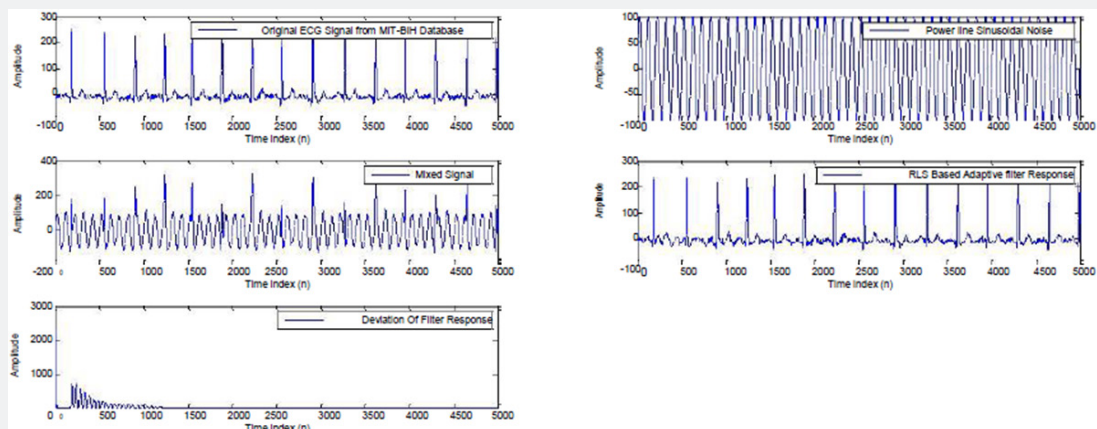 300
Original ECG Signal from MIT-BIH Database
200
100
0
-100
Amplitude
0 500 1000 1500 2000 2500 3000 3500 4000 4500 5000
Time Index (n)
100
Power line Sinusoidal Noise
50
0
-50
-100
Amplitude
0 500 1000 1500 2000 2500 3000 3500 4000 4500 5000
Time Index (n)
400
Mixed Signal
200
0
-200
Amplitude
0 500 1000 1500 2000 2500 3000 3500 4000 4500 5000
Time Index (n)
300
RLS Based Adaptive filter Response
200
100
0
-100
Amplitude
0 500 1000 1500 2000 2500 3000 3500 4000 4500 5000
Time Index (n)
3000
Deviation Of Filter Response
2000
1000
Amplitude
0 0 500 1000 1500 2000 2500 3000 3500 4000 4500 5000
Time Index (n)